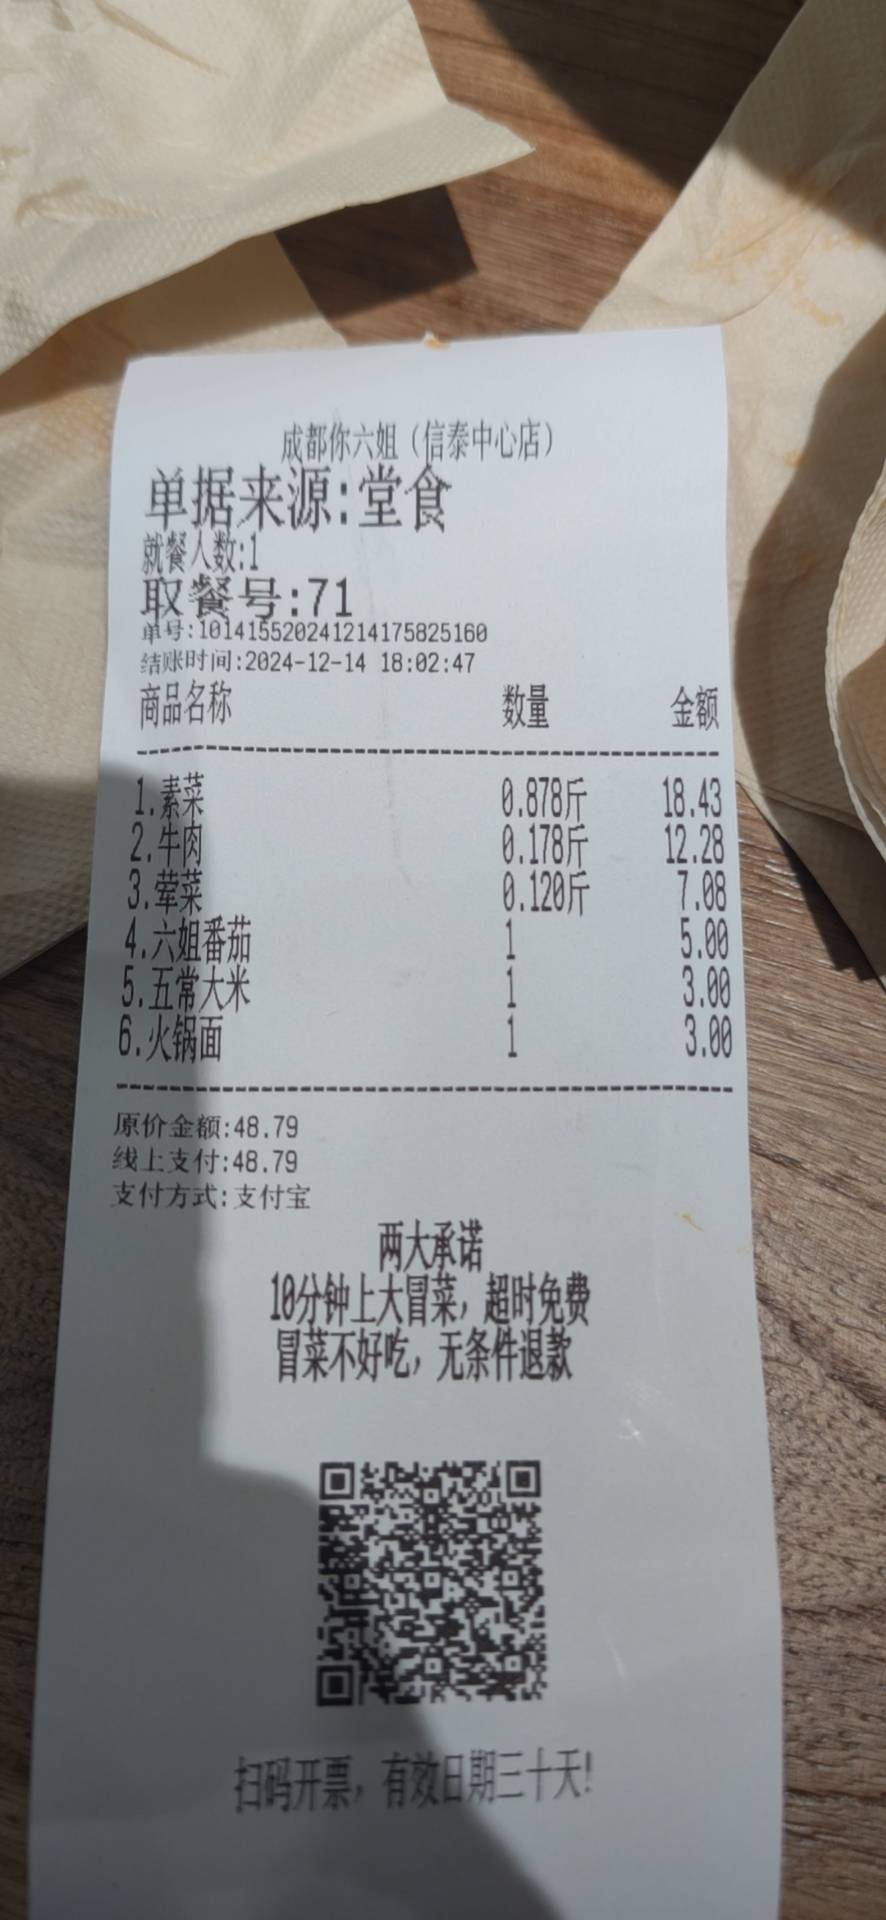 成都你六姐（信泰中心店）
单据来源:堂食
就餐人数:1
取餐号:71
单号:101415520241214175825160
结账时间:2024-12-14 18:02:47
商品名称 数量 金额
1.素菜 0.878斤 18.43
2.牛肉 0.178斤 12.28
3.荤菜 0.120斤 7.08
4.六姐番茄 1 5.00
5.五常大米 1 3.00
6.火锅面 1 3.00
原价金额:48.79
线上支付:48.79
支付方式:支付宝
两大承诺
10分钟上大冒菜，超时免费
冒菜不好吃，无条件退款
扫码开票，有效日期三十天!